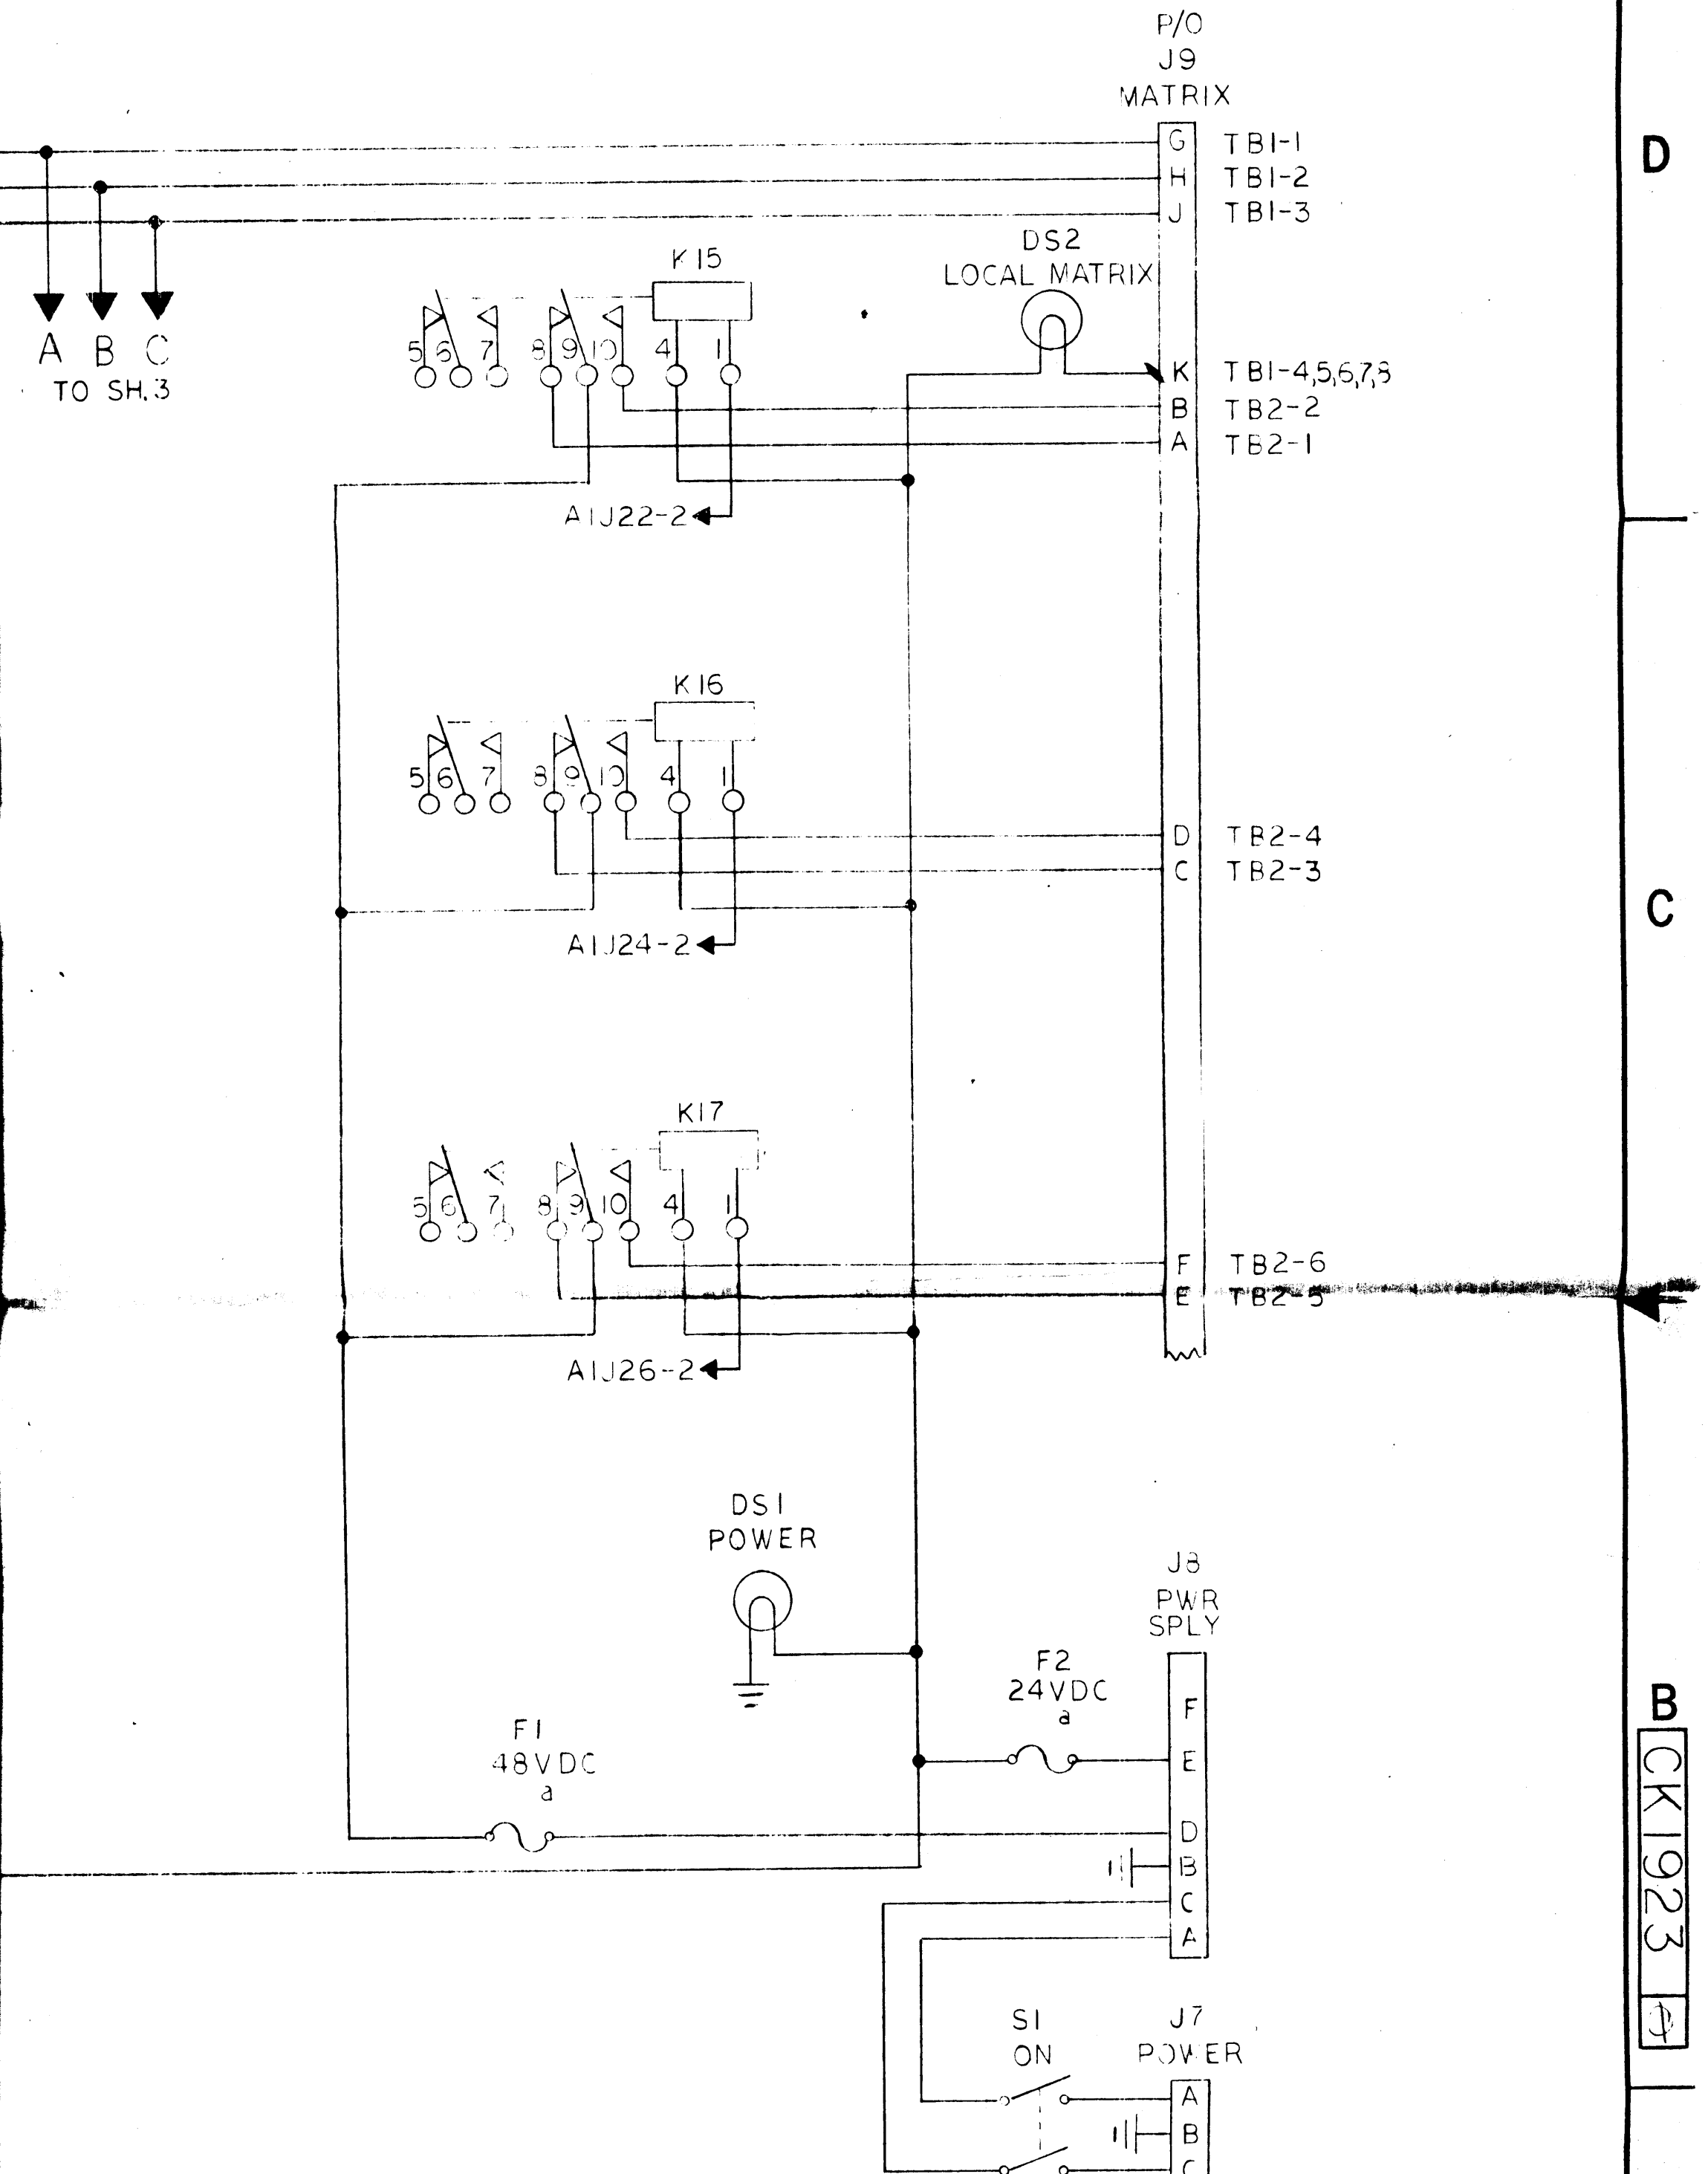 P/O
J9
MATRIX
G TB1-1
H TB1-2
J TB1-3
D
DS2
LOCAL MATRIX
K15
A B C
TO SH. 3
5 6 7 8 9 10 4 1
K TB1-4,5,6,7,8
B TB2-2
A TB2-1
A1J22-2
K16
5 6 7 8 9 10 4 1
D TB2-4
C TB2-3
C
A1J24-2
K17
5 6 7 8 9 10 4 1
F TB2-6
E TB2-5
A1J26-2
DS1
POWER
J8
PWR
SPLY
F2
24VDC
a
F
E
F1
48VDC
a
D
B
C
A
B
CK1923
S1
ON
J7
POWER
A
B
C